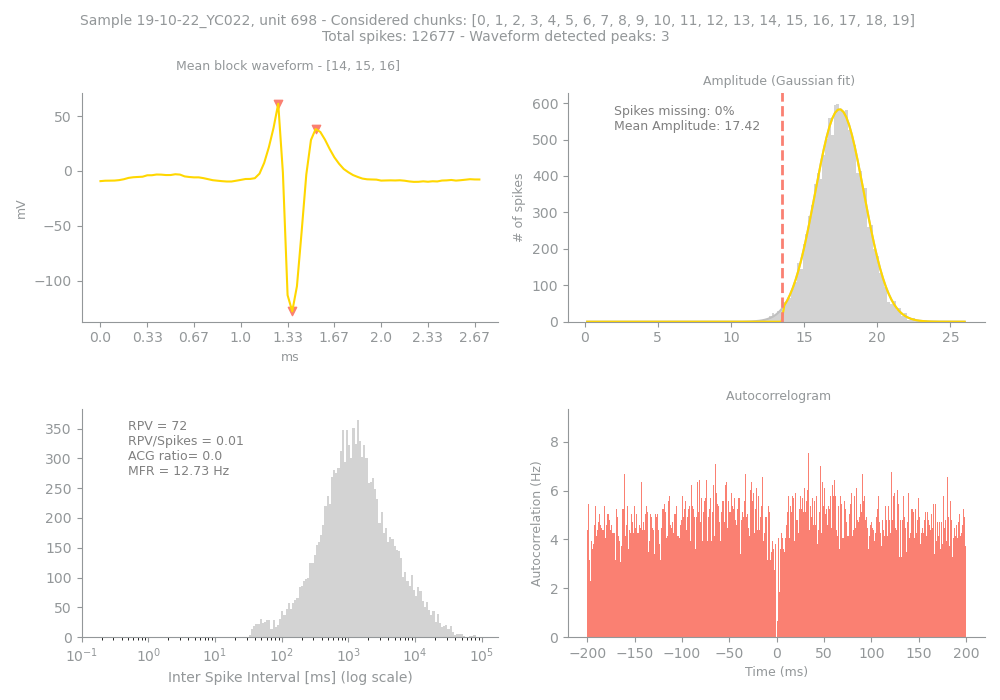 Sample 19-10-22_YC022, unit 698 - Considered chunks: [0, 1, 2, 3, 4, 5, 6, 7, 8, 9, 10, 11, 12, 13, 14, 15, 16, 17, 18, 19]
Total spikes: 12677 - Waveform detected peaks: 3
Mean block waveform - [14, 15, 16]
50
0
−50
−100
mV
0.0 0.33 0.67 1.0 1.33 1.67 2.0 2.33 2.67
ms
Amplitude (Gaussian fit)
Spikes missing: 0%
Mean Amplitude: 17.42
600
500
400
300
200
100
0
# of spikes
0 5 10 15 20 25
RPV = 72
RPV/Spikes = 0.01
ACG ratio= 0.0
MFR = 12.73 Hz
350
300
250
200
150
100
50
0
10⁻¹ 10⁰ 10¹ 10² 10³ 10⁴ 10⁵
Inter Spike Interval [ms] (log scale)
Autocorrelogram
8
6
4
2
0
Autocorrelation (Hz)
−200 −150 −100 −50 0 50 100 150 200
Time (ms)